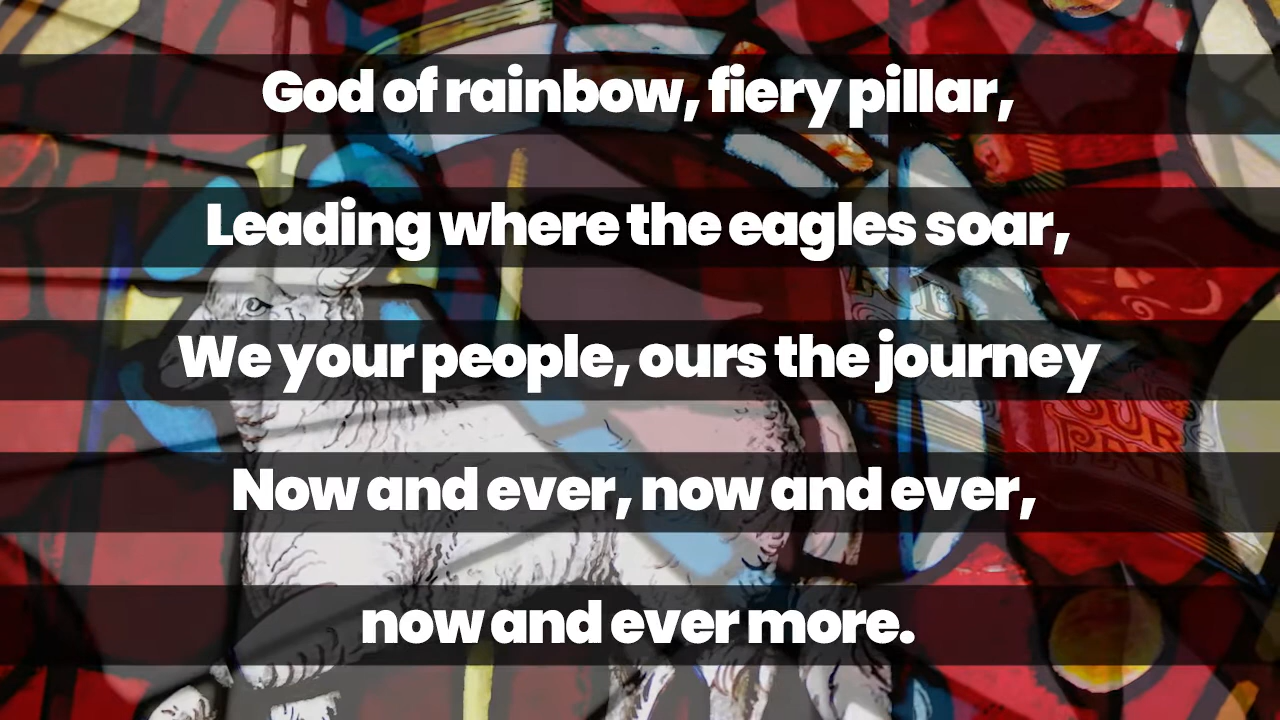 God of rainbow, fiery pillar,
Leading where the eagles soar,
We your people, ours the journey
Now and ever, now and ever,
now and ever more.
OUR